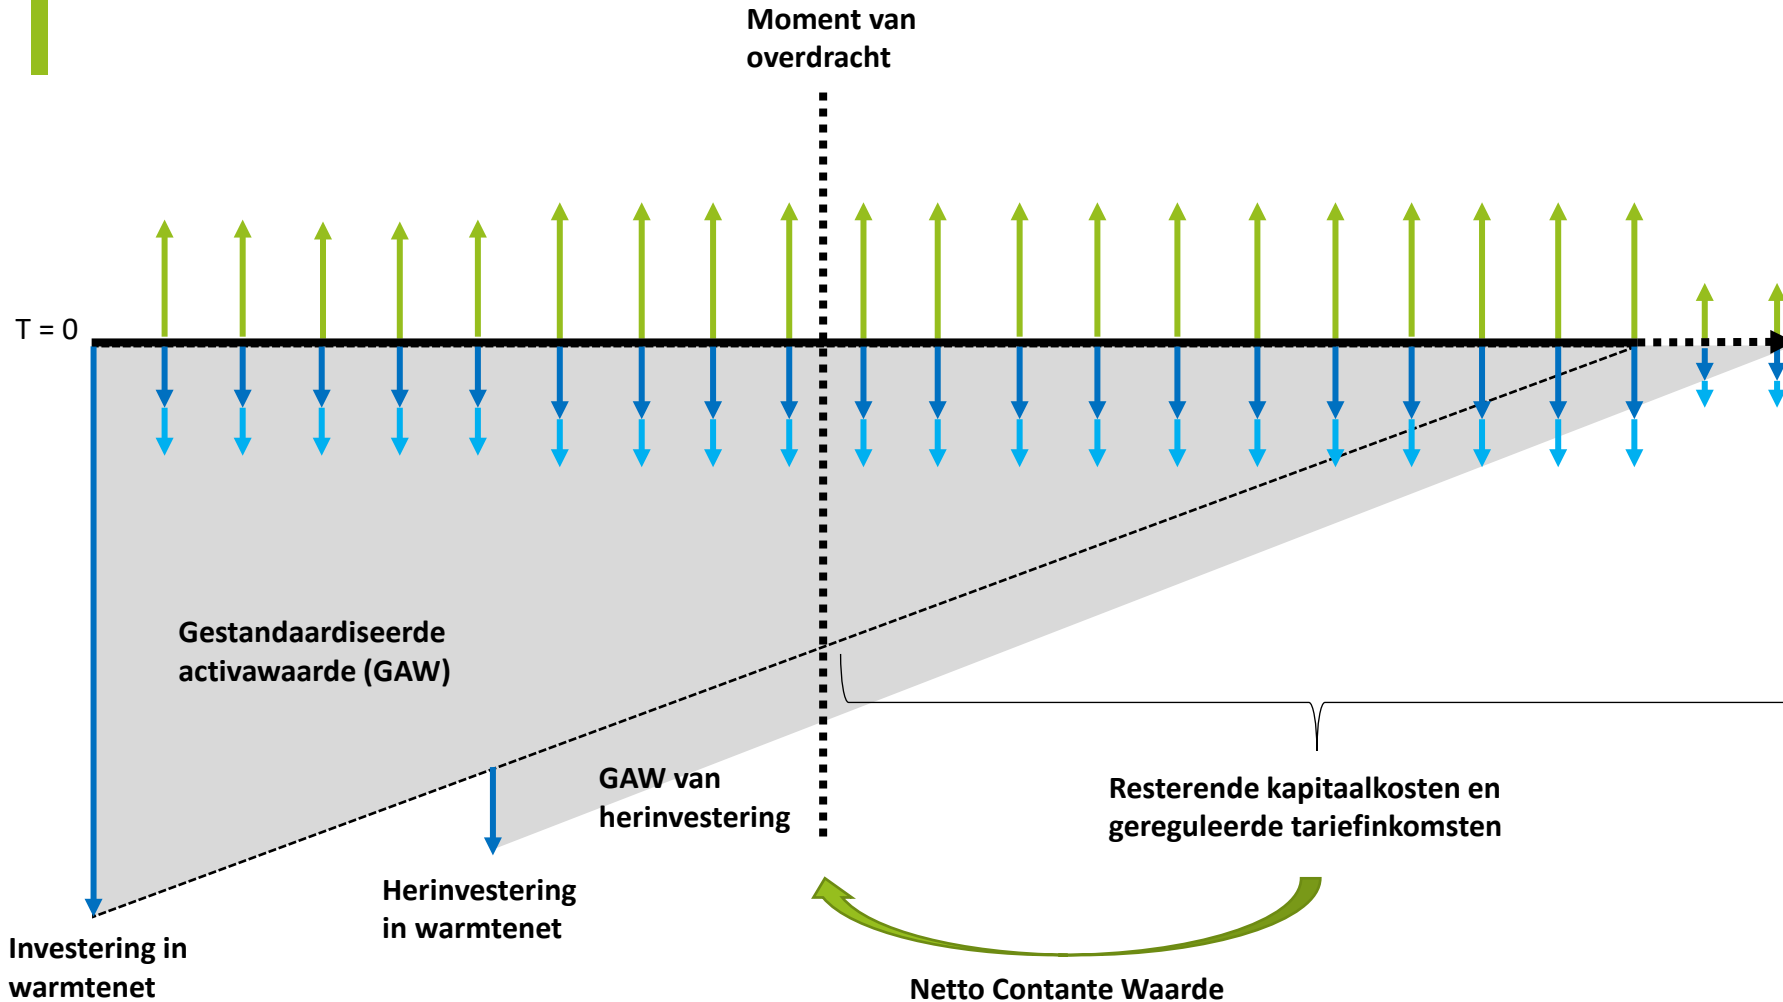 Moment van
overdracht
T = 0
Gestandaardiseerde
activawaarde (GAW)
GAW van
herinvestering
Resterende kapitaalkosten en
gereguleerde tariefinkomsten
Herinvestering
in warmtenet
Investering in
warmtenet
Netto Contante Waarde